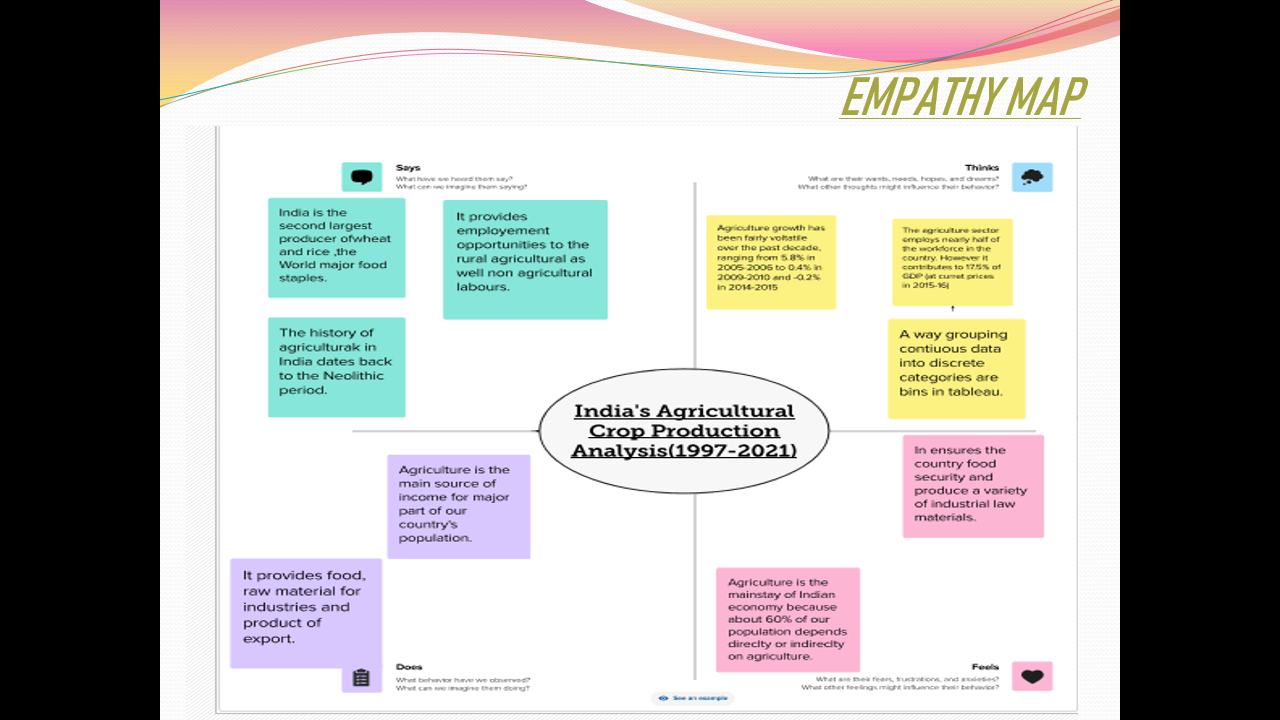 EMPATHY MAP
Says
What have we heard them say?
What can we imagine them saying?
India is the
second largest
producer ofwheat
and rice ,the
World major food
staples.
It provides
employement
opportunities to the
rural agricultural as
well non agricultural
labours.
The history of
agriculturak in
India dates back
to the Neolithic
period.
Thinks
What are their wants, needs, hopes, and dreams?
What other thoughts might influence their behavior?
Agriculture growth has
been fairly voltatile
over the past decade,
ranging from 5.8% in
2005-2006 to 0.4% in
2009-2010 and -0.2%
in 2014-2015
The agriculture sector
employs nearly half of
the workforce in the
country. However it
contributes to 17.5% of
GDP (at curret prices
in 2015-16)
A way grouping
contiuous data
into discrete
categories are
bins in tableau.
India's Agricultural
Crop Production
Analysis(1997-2021)
Agriculture is the
main source of
income for major
part of our
country's
population.
It provides food,
raw material for
industries and
product of
export.
Does
What behavior have we observed?
What can we imagine them doing?
In ensures the
country food
security and
produce a variety
of industrial law
materials.
Agriculture is the
mainstay of Indian
economy because
about 60% of our
population depends
direclty or indireclty
on agriculture.
Feels
What are their fears, frustrations, and anxieties?
What other feelings might influence their behavior?
See an example